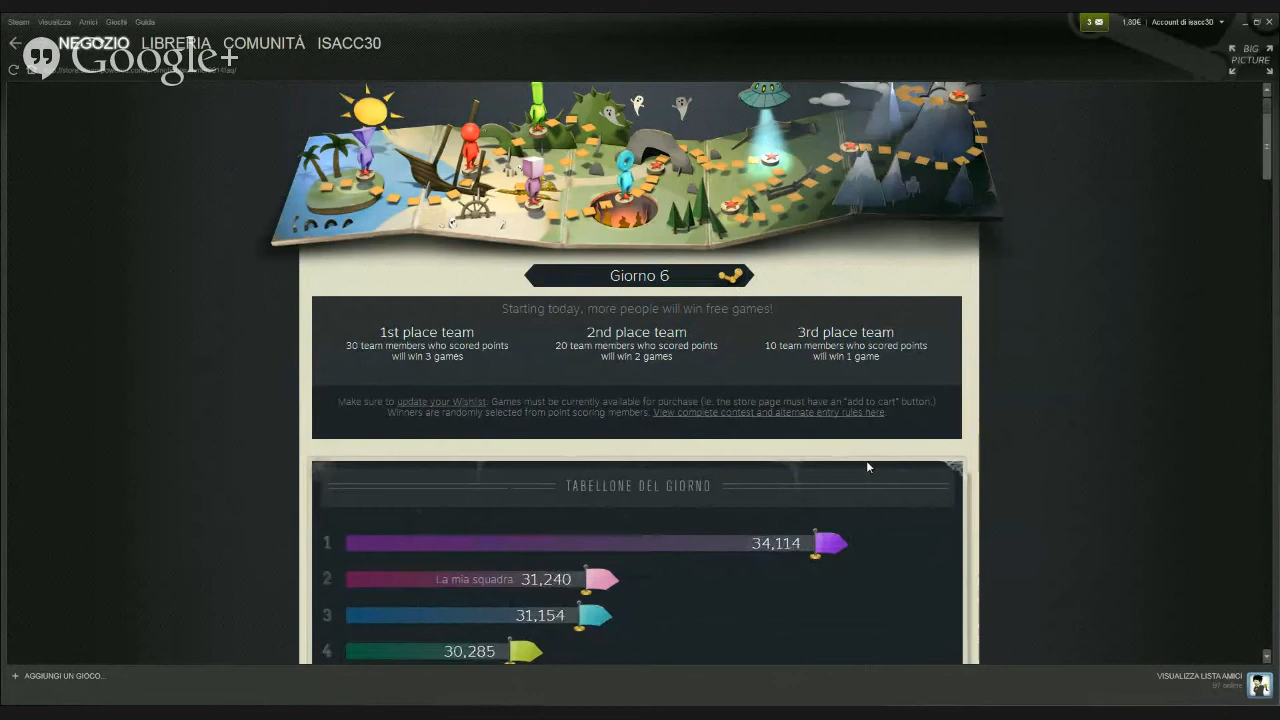 Steam Visualizza Amici Giochi Guida
3 1,80€ Account di isacc30
NEGOZIO LIBRERIA COMUNITÀ ISACC30
BIG PICTURE
Google+
Giorno 6
Starting today, more people will win free games!
1st place team
30 team members who scored points
will win 3 games
2nd place team
20 team members who scored points
will win 2 games
3rd place team
10 team members who scored points
will win 1 game
Make sure to update your Wishlist. Games must be currently available for purchase (ie. the store page must have an "add to cart" button.)
Winners are randomly selected from point scoring members. View complete contest and alternate entry rules here.
TABELLONE DEL GIORNO
1 34,114
2 La mia squadra 31,240
3 31,154
4 30,285
+ AGGIUNGI UN GIOCO...
VISUALIZZA LISTA AMICI
97 online